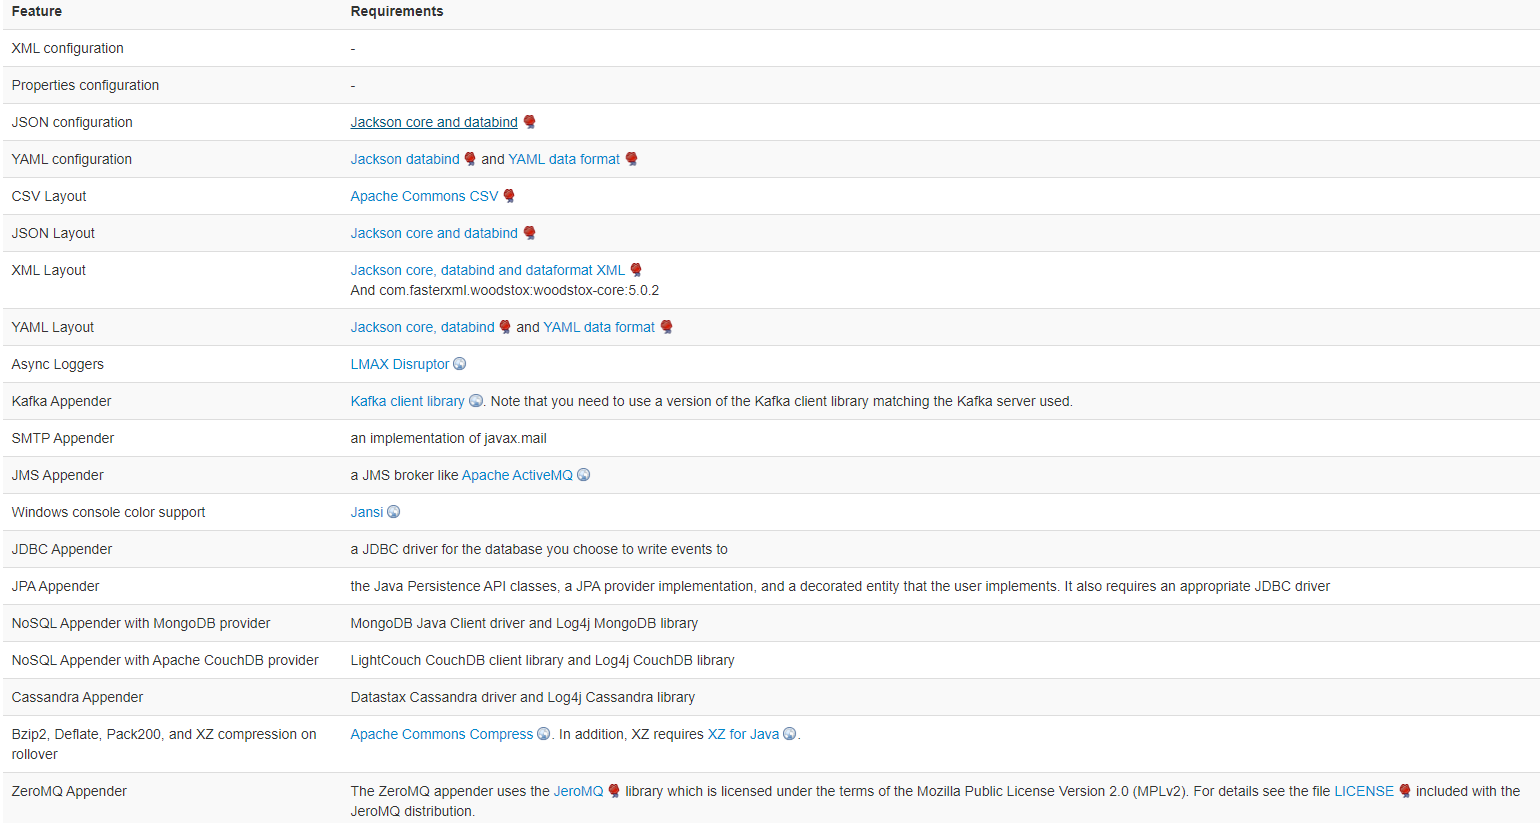 Feature Requirements
XML configuration -
Properties configuration -
JSON configuration Jackson core and databind
YAML configuration Jackson databind and YAML data format
CSV Layout Apache Commons CSV
JSON Layout Jackson core and databind
XML Layout Jackson core, databind and dataformat XML
And com.fasterxml.woodstox:woodstox-core:5.0.2
YAML Layout Jackson core, databind and YAML data format
Async Loggers LMAX Disruptor
Kafka Appender Kafka client library. Note that you need to use a version of the Kafka client library matching the Kafka server used.
SMTP Appender an implementation of javax.mail
JMS Appender a JMS broker like Apache ActiveMQ
Windows console color support Jansi
JDBC Appender a JDBC driver for the database you choose to write events to
JPA Appender the Java Persistence API classes, a JPA provider implementation, and a decorated entity that the user implements. It also requires an appropriate JDBC driver
NoSQL Appender with MongoDB provider MongoDB Java Client driver and Log4j MongoDB library
NoSQL Appender with Apache CouchDB provider LightCouch CouchDB client library and Log4j CouchDB library
Cassandra Appender Datastax Cassandra driver and Log4j Cassandra library
Bzip2, Deflate, Pack200, and XZ compression on Apache Commons Compress. In addition, XZ requires XZ for Java.
rollover
ZeroMQ Appender The ZeroMQ appender uses the JeroMQ library which is licensed under the terms of the Mozilla Public License Version 2.0 (MPLv2). For details see the file LICENSE included with the
JeroMQ distribution.